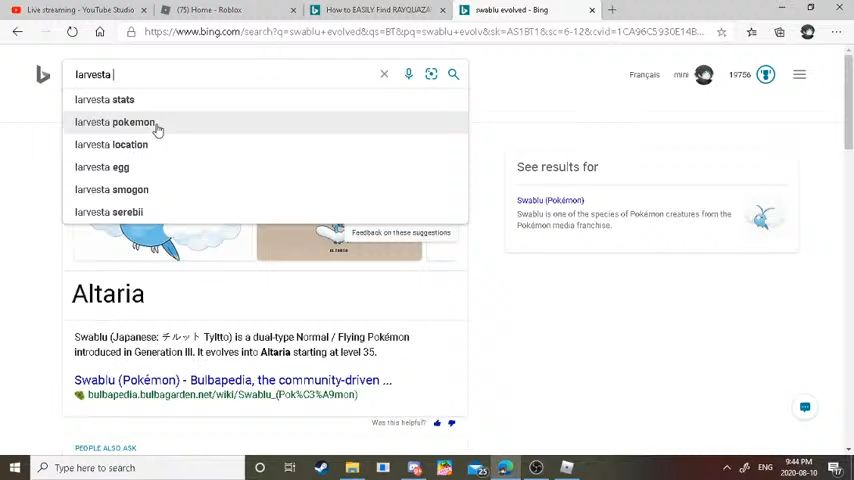 Live streaming - YouTube Studio
(75) Home - Roblox
How to EASILY Find RAYQUAZA
swablu evolved - Bing
https://www.bing.com/search?q=swablu+evolved&qs=BT&pq=swablu+evolv&sk=AS1BT1&sc=6-12&cvid=1CA96C5930E14B...
larvesta
Français
mini
19786
larvesta stats
larvesta pokemon
larvesta location
larvesta egg
larvesta smogon
larvesta serebii
Feedback on these suggestions
See results for
Swablu (Pokémon)
Swablu is one of the species of Pokémon creatures from the
Pokémon media franchise.
Altaria
Swablu (Japanese: チルット Tyltto) is a dual-type Normal / Flying Pokémon
introduced in Generation III. It evolves into Altaria starting at level 35.
Swablu (Pokémon) - Bulbapedia, the community-driven ...
bulbapedia.bulbagarden.net/wiki/Swablu_(Pok%C3%A9mon)
Was this helpful?
PEOPLE ALSO ASK
Type here to search
25
ENG
9:44 PM
2020-08-10
17